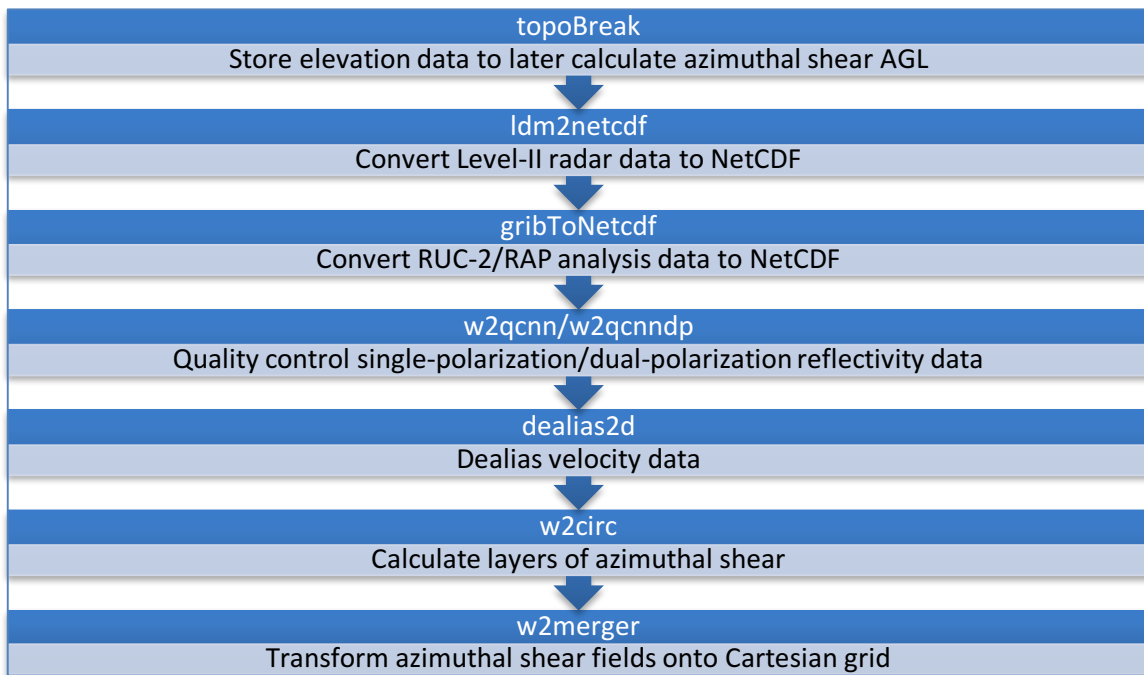 topoBreak
Store elevation data to later calculate azimuthal shear AGL
ldm2netcdf
Convert Level-II radar data to NetCDF
gribToNetcdf
Convert RUC-2/RAP analysis data to NetCDF
w2qcnn/w2qcnndp
Quality control single-polarization/dual-polarization reflectivity data
dealias2d
Dealias velocity data
w2circ
Calculate layers of azimuthal shear
w2merger
Transform azimuthal shear fields onto Cartesian grid